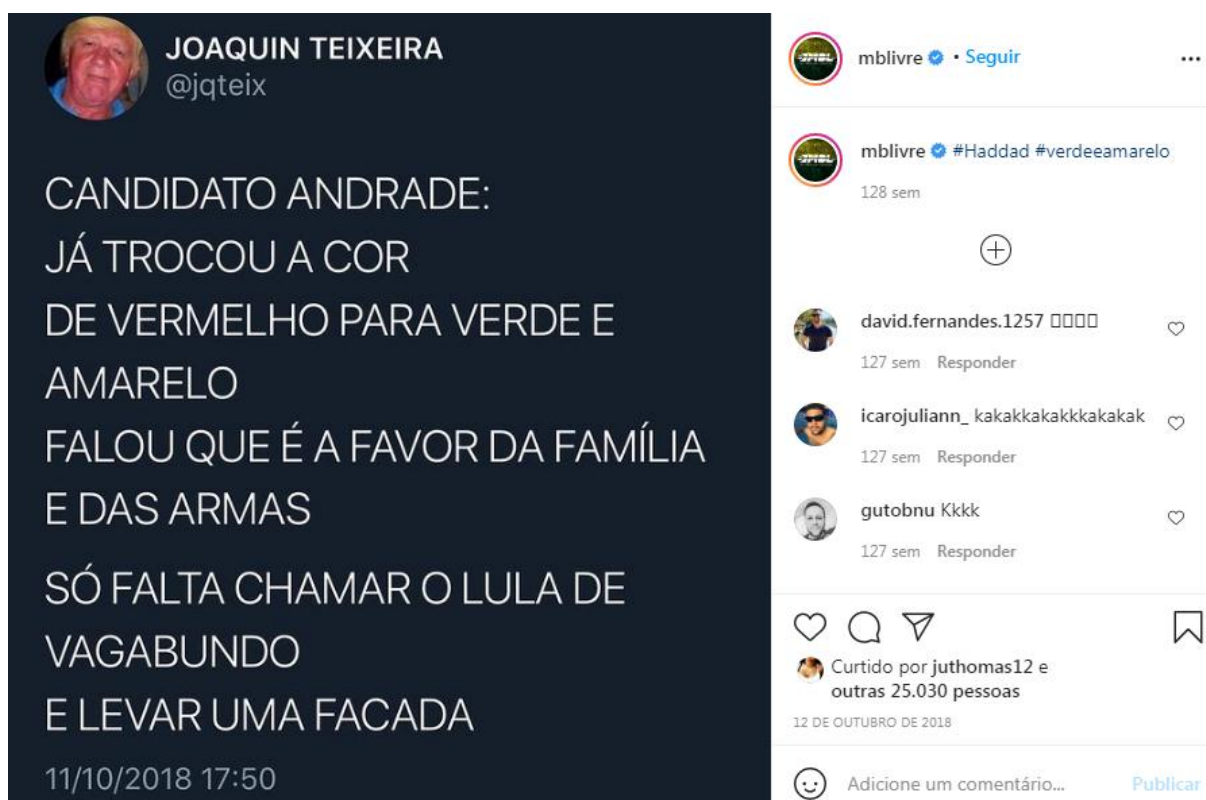 JOAQUIN TEIXEIRA
@jqteix
CANDIDATO ANDRADE:
JÁ TROCOU A COR
DE VERMELHO PARA VERDE E
AMARELO
FALOU QUE É A FAVOR DA FAMÍLIA
E DAS ARMAS
SÓ FALTA CHAMAR O LULA DE
VAGABUNDO
E LEVAR UMA FACADA
11/10/2018 17:50
mblivre • Seguir
mblivre #Haddad #verdeeamarelo
128 sem
david.fernandes.1257 □□□□
127 sem Responder
icarojuliann_ kakakkakakkkakakak
127 sem Responder
gutobnu Kkkk
127 sem Responder
Curtido por juthomas12 e
outras 25.030 pessoas
12 DE OUTUBRO DE 2018
Adicione um comentário... Publicar